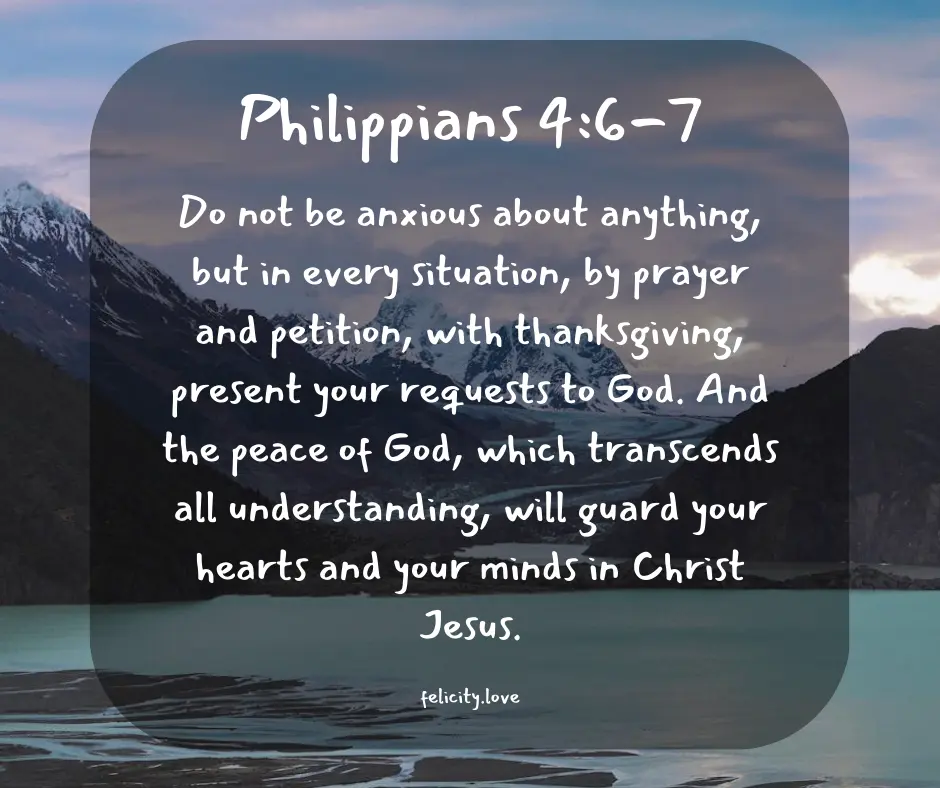 Philippians 4:6-7
Do not be anxious about anything,
but in every situation, by prayer
and petition, with thanksgiving,
present your requests to God. And
the peace of God, which transcends
all understanding, will guard your
hearts and your minds in Christ
Jesus.
felicity.love